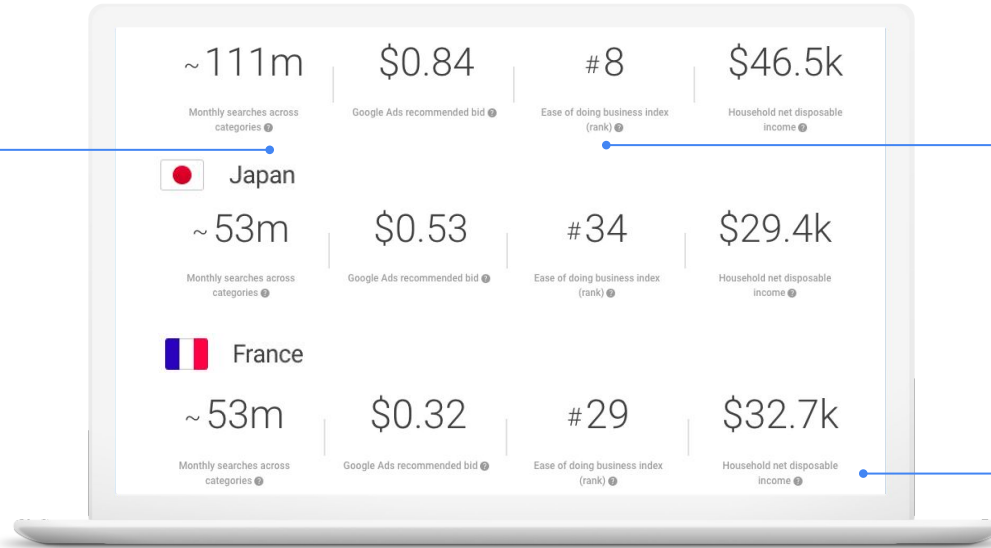 ~111m $0.84 #8 $46.5k
Monthly searches across Google Ads recommended bid Ease of doing business index Household net disposable
categories (rank) income
Japan
~53m $0.53 #34 $29.4k
Monthly searches across Google Ads recommended bid Ease of doing business index Household net disposable
categories (rank) income
France
~53m $0.32 #29 $32.7k
Monthly searches across Google Ads recommended bid Ease of doing business index Household net disposable
categories (rank) income